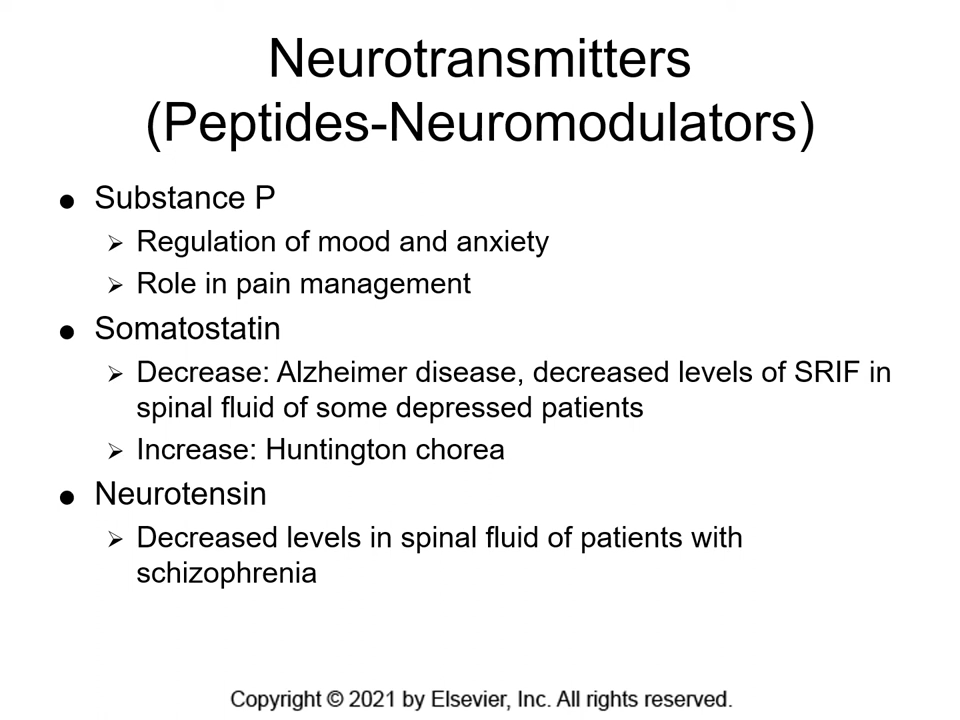 Neurotransmitters
(Peptides-Neuromodulators)
● Substance P
➢ Regulation of mood and anxiety
➢ Role in pain management
● Somatostatin
➢ Decrease: Alzheimer disease, decreased levels of SRIF in
spinal fluid of some depressed patients
➢ Increase: Huntington chorea
● Neurotensin
➢ Decreased levels in spinal fluid of patients with
schizophrenia
Copyright © 2021 by Elsevier, Inc. All rights reserved.